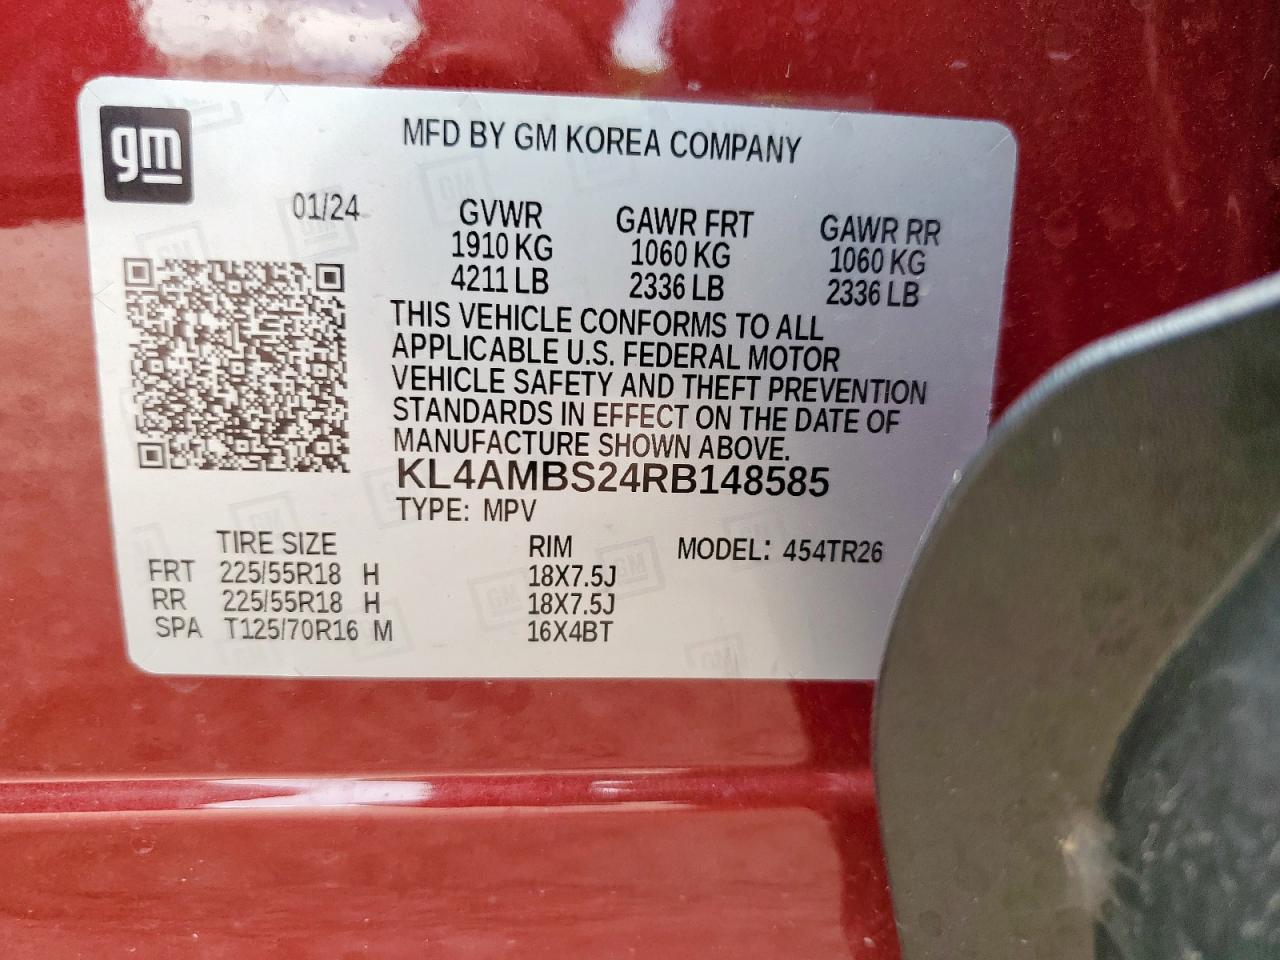 gm
MFD BY GM KOREA COMPANY
01/24
GVWR GAWR FRT GAWR RR
1910 KG 1060 KG 1060 KG
4211 LB 2336 LB 2336 LB
THIS VEHICLE CONFORMS TO ALL
APPLICABLE U.S. FEDERAL MOTOR
VEHICLE SAFETY AND THEFT PREVENTION
STANDARDS IN EFFECT ON THE DATE OF
MANUFACTURE SHOWN ABOVE.
KL4AMBS24RB148585
TYPE: MPV
TIRE SIZE RIM MODEL: 454TR26
FRT 225/55R18 H 18X7.5J
RR 225/55R18 H 18X7.5J
SPA T125/70R16 M 16X4BT